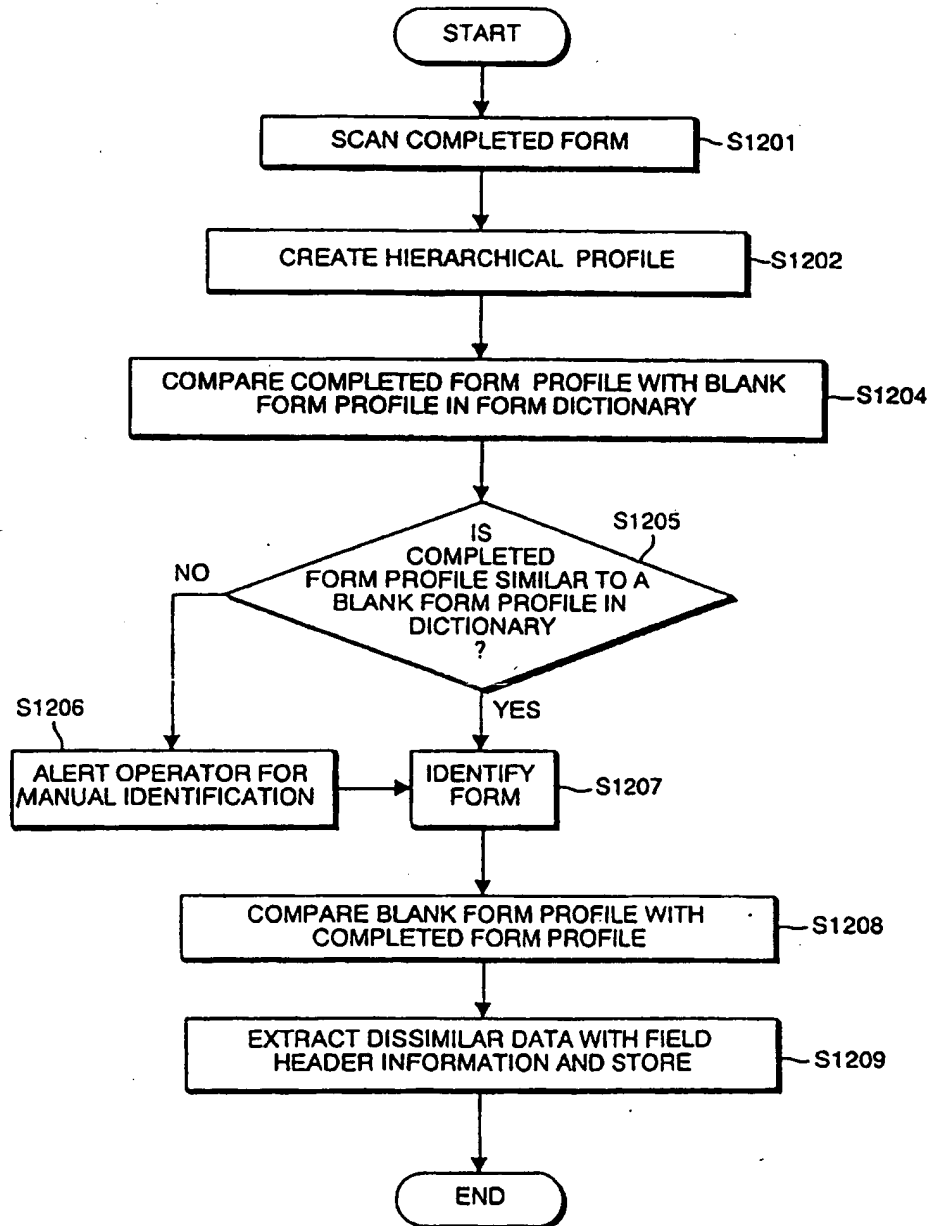 START
SCAN COMPLETED FORM
S1201
CREATE HIERARCHICAL PROFILE
S1202
COMPARE COMPLETED FORM PROFILE WITH BLANK
FORM PROFILE IN FORM DICTIONARY
S1204
S1205
IS
COMPLETED
FORM PROFILE SIMILAR TO A
BLANK FORM PROFILE IN
DICTIONARY
?
NO
YES
S1206
ALERT OPERATOR FOR
MANUAL IDENTIFICATION
IDENTIFY
FORM
S1207
COMPARE BLANK FORM PROFILE WITH
COMPLETED FORM PROFILE
S1208
EXTRACT DISSIMILAR DATA WITH FIELD
HEADER INFORMATION AND STORE
S1209
END